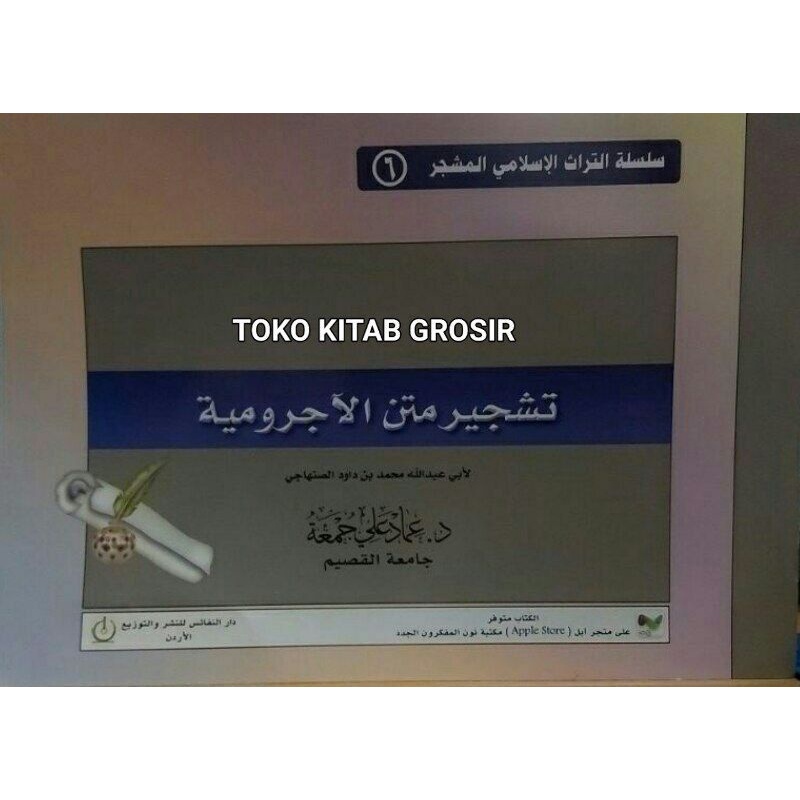 سلسلة التراث الإسلامي المشجر ٦
TOKO KITAB GROSIR
تشجير متن الآجرومية
لأبي عبدالله محمد بن داود الصنهاجي
د. عماد علي جمعة
جامعة القصيم
الكتاب متوفر
على متجر أبل ( Apple Store ) مكتبة نون المفكرون الجدد
دار النفائس للنشر والتوزيع
الأردن